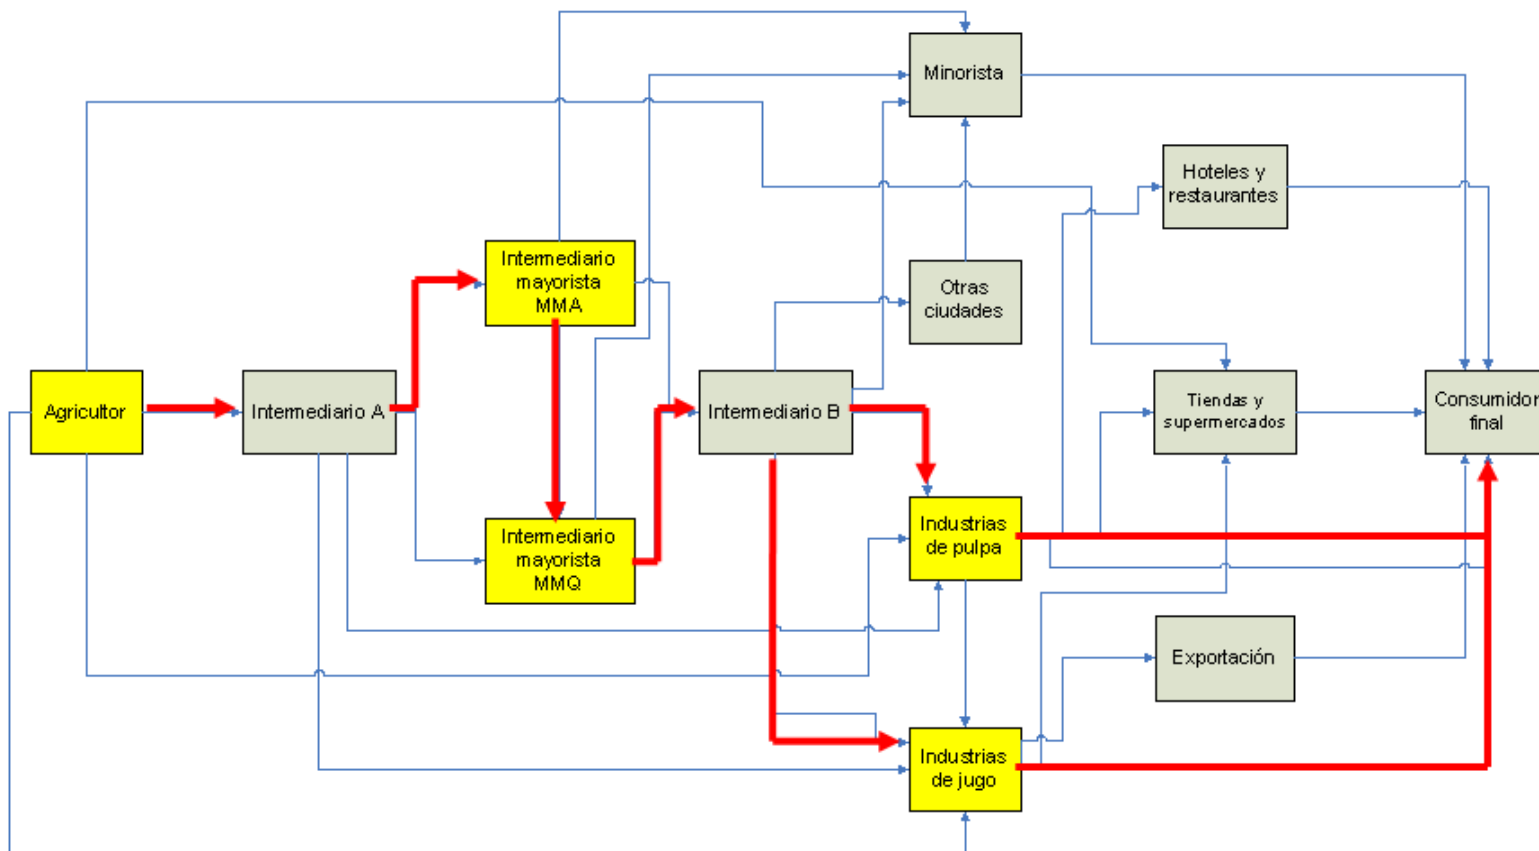 Minorista
Hoteles y
restaurantes
Intermediario
mayorista
MMA
Otras
ciudades
Agricultor
Intermediario A
Intermediario B
Tiendas y
supermercados
Consumidor
final
Intermediario
mayorista
MMQ
Industrias
de pulpa
Exportación
Industrias
de jugo